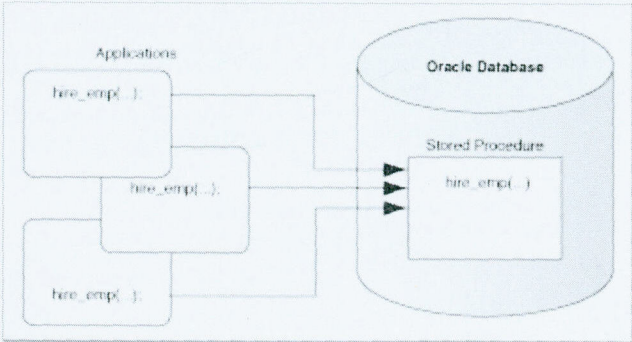 Applications
hire_emp(...);
hire_emp(...);
hire_emp(...);
Oracle Database
Stored Procedure
hire_emp(...)